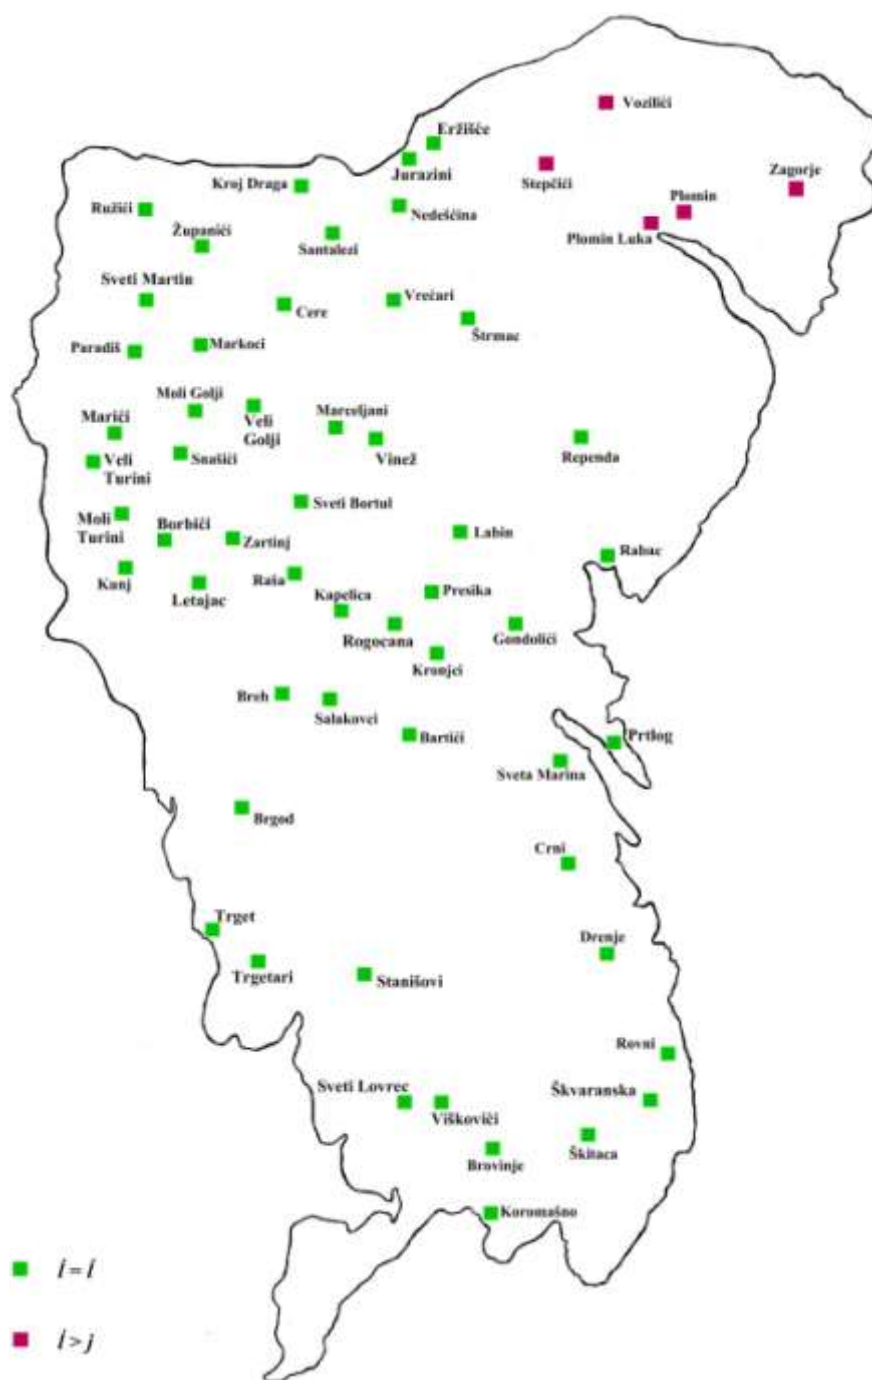 Vozilići
Eržišće
Jurazini
Stepčići
Zagorje
Kroj Draga
Ružići
Nedešćina
Plomin
Županići
Santalezi
Plomin Luka
Sveti Martin
Cere
Vrećari
Štrmac
Paradiš
Markoci
Moli Golji
Marceljani
Marići
Veli
Golji
Vinež
Snašići
Ripenda
Veli
Turini
Sveti Bortul
Moli
Turini
Borbići
Zartinj
Labin
Rabac
Kunj
Letajac
Raša
Kapelica
Presika
Rogocana
Gondolići
Kranjci
Breh
Salakovci
Bartići
Prtlog
Sveta Marina
Brgod
Crni
Trget
Drenje
Trgetari
Stanišovi
Rovni
Sveti Lovrec
Škvaranska
Viškovići
Brovinje
Škitaca
Koromašno